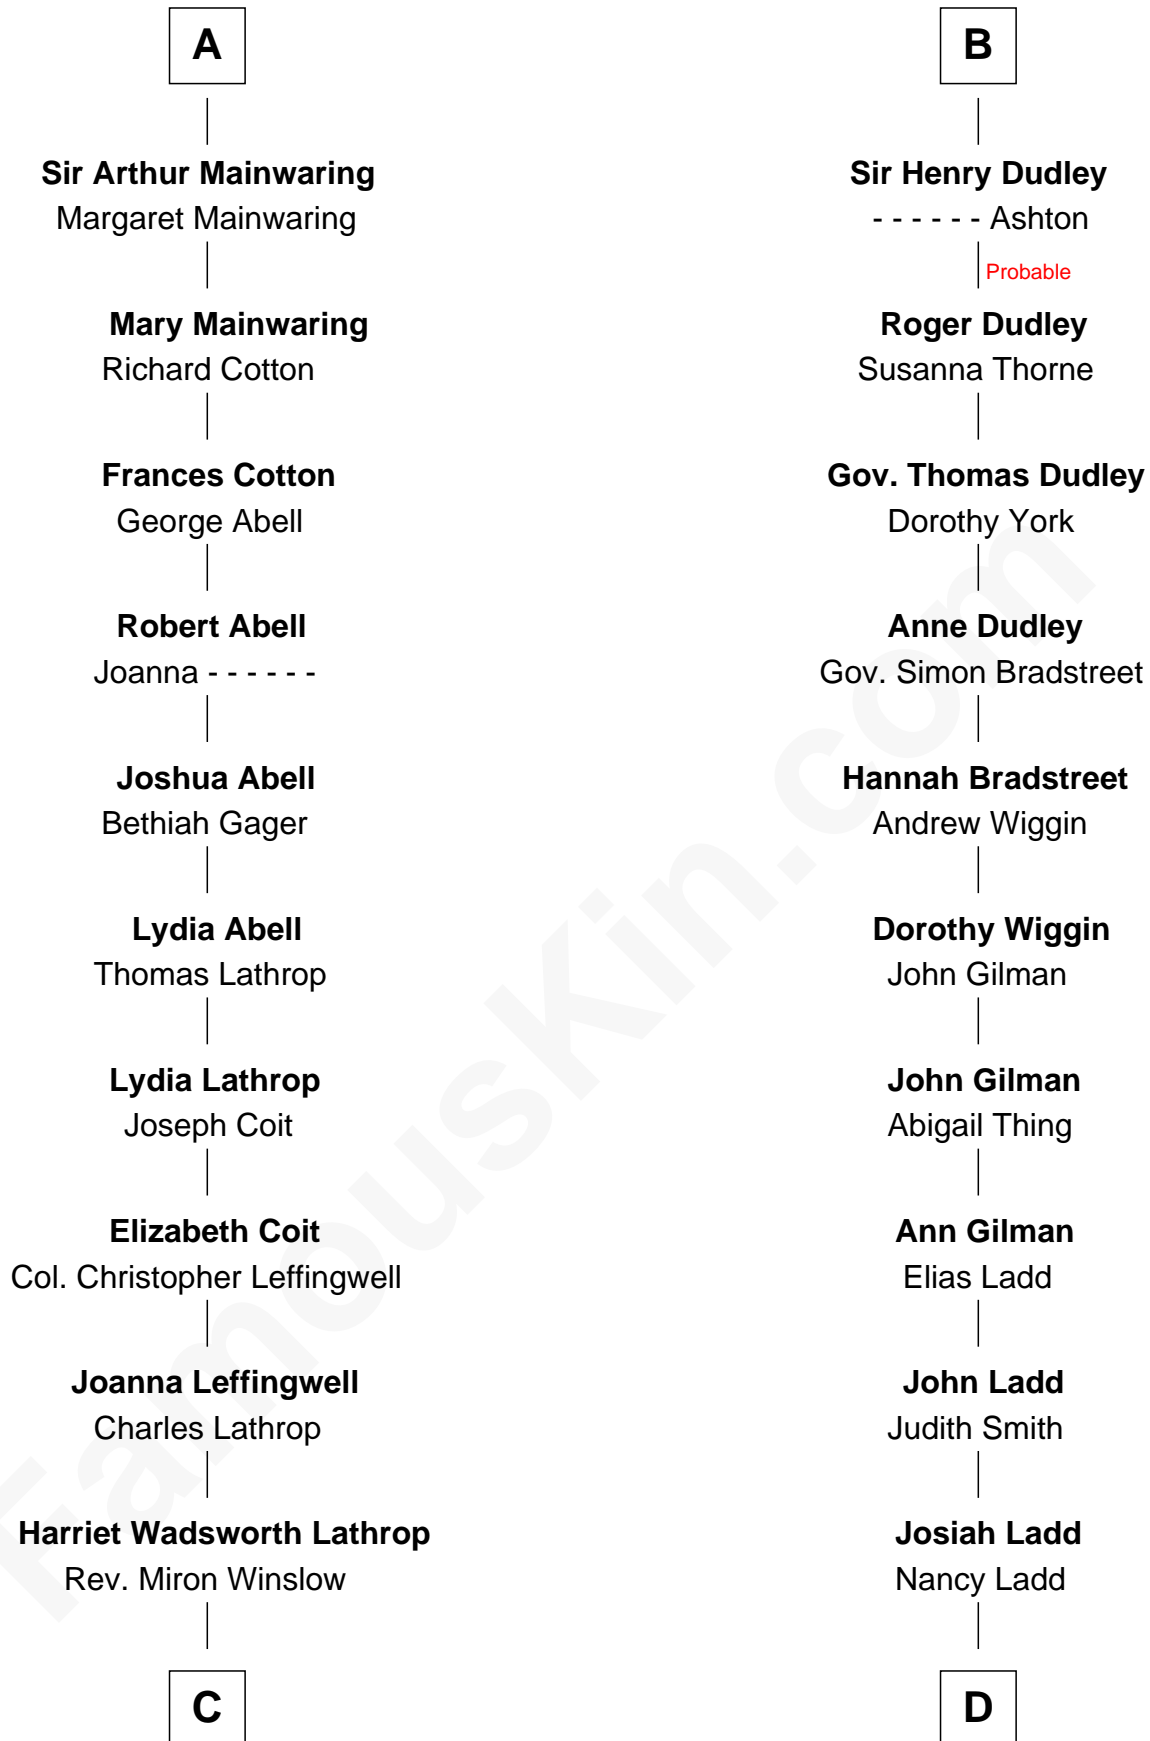 A
Sir Arthur Mainwaring
Margaret Mainwaring
Mary Mainwaring
Richard Cotton
Frances Cotton
George Abell
Robert Abell
Joanna - - - - - -
Joshua Abell
Bethiah Gager
Lydia Abell
Thomas Lathrop
Lydia Lathrop
Joseph Coit
Elizabeth Coit
Col. Christopher Leffingwell
Joanna Leffingwell
Charles Lathrop
Harriet Wadsworth Lathrop
Rev. Miron Winslow
C
B
Sir Henry Dudley
- - - - - - Ashton
Probable
Roger Dudley
Susanna Thorne
Gov. Thomas Dudley
Dorothy York
Anne Dudley
Gov. Simon Bradstreet
Hannah Bradstreet
Andrew Wiggin
Dorothy Wiggin
John Gilman
John Gilman
Abigail Thing
Ann Gilman
Elias Ladd
John Ladd
Judith Smith
Josiah Ladd
Nancy Ladd
D
FamousKin.com